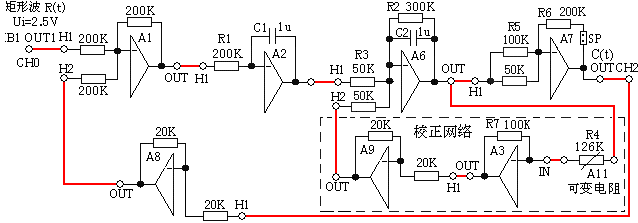 矩形波 R(t)
Ui=2.5V
B1 OUT1 H1
CH0
200K
200K
A1
H2
200K
OUT
H1
R1
200K
C1
1u
A2
H1
R3
50K
H2
50K
R2 300K
C2
1u
A6
OUT
H1
R5
100K
50K
R6 200K
A7
SP
C(t)
OUT CH2
校正网络
20K
A8
OUT
20K
H1
20K
A9
OUT
20K
OUT
H1
R7 100K
A3
IN
R4
126K
A11
可变电阻